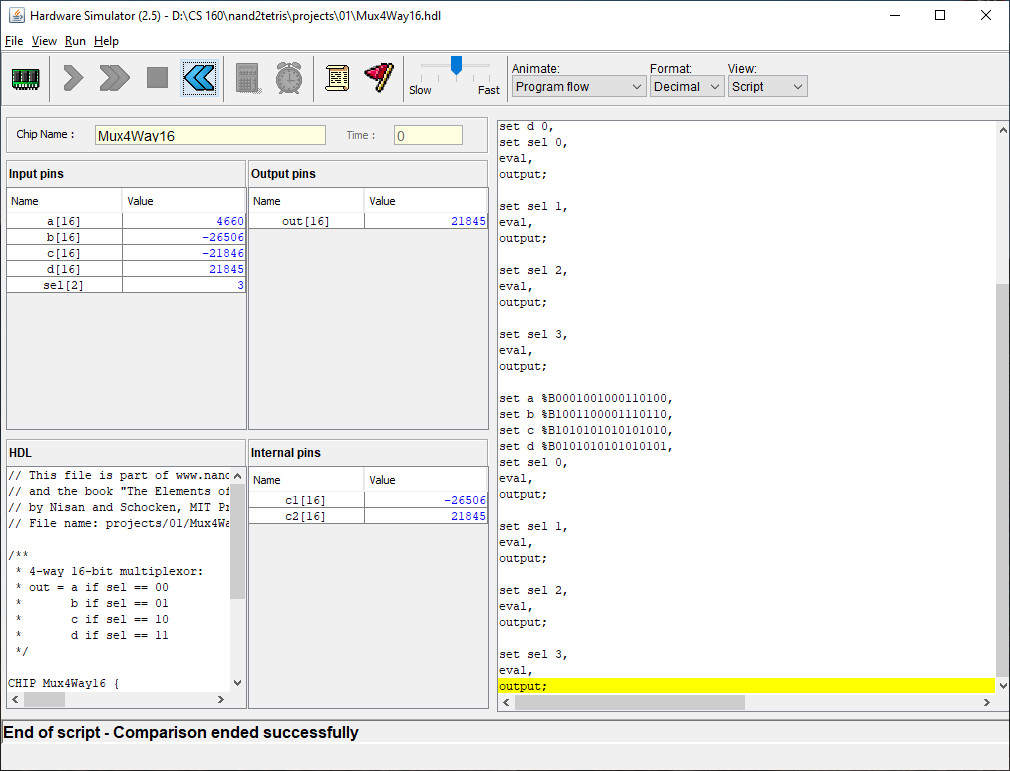 Hardware Simulator (2.5) - D:\CS 160\nand2tetris\projects\01\Mux4Way16.hdl
File View Run Help
Slow Fast
Animate: Format: View:
Program flow Decimal Script
Chip Name : Mux4Way16 Time : 0
Input pins
Name Value
a[16] 4660
b[16] -26506
c[16] -21846
d[16] 21845
sel[2] 3
Output pins
Name Value
out[16] 21845
HDL
// This file is part of www.nand
// and the book "The Elements of
// by Nisan and Schocken, MIT Pr
// File name: projects/01/Mux4Wa
/**
* 4-way 16-bit multiplexor:
* out = a if sel == 00
* b if sel == 01
* c if sel == 10
* d if sel == 11
*/
CHIP Mux4Way16 {
Internal pins
Name Value
c1[16] -26506
c2[16] 21845
set d 0,
set sel 0,
eval,
output;
set sel 1,
eval,
output;
set sel 2,
eval,
output;
set sel 3,
eval,
output;
set a %B0001001000110100,
set b %B1001100001110110,
set c %B1010101010101010,
set d %B0101010101010101,
set sel 0,
eval,
output;
set sel 1,
eval,
output;
set sel 2,
eval,
output;
set sel 3,
eval,
output;
End of script - Comparison ended successfully